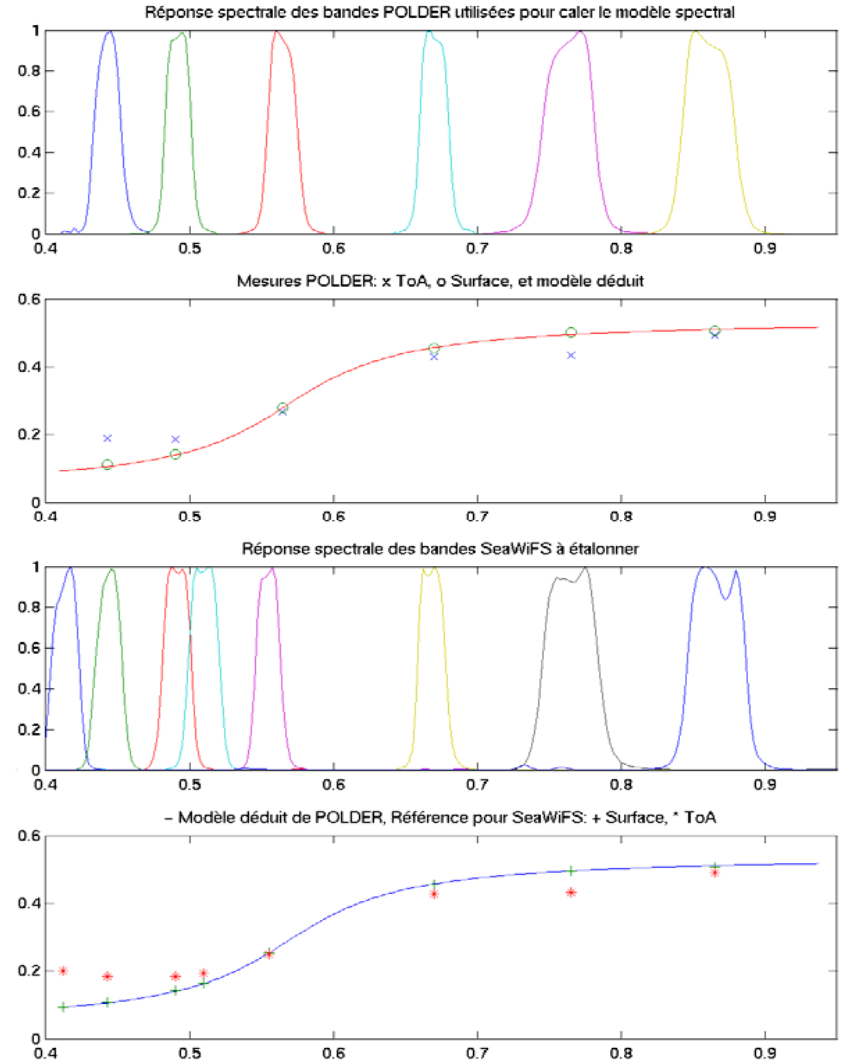 Réponse spectrale des bandes POLDER utilisées pour caler le modèle spectral
1
0.8
0.6
0.4
0.2
0
0.4 0.5 0.6 0.7 0.8 0.9
Mesures POLDER: x ToA, o Surface, et modèle déduit
0.6
0.4
0.2
0
0.4 0.5 0.6 0.7 0.8 0.9
Réponse spectrale des bandes SeaWiFS à étalonner
1
0.8
0.6
0.4
0.2
0
0.4 0.5 0.6 0.7 0.8 0.9
– Modèle déduit de POLDER, Référence pour SeaWiFS: + Surface, * ToA
0.6
0.4
0.2
0
0.4 0.5 0.6 0.7 0.8 0.9